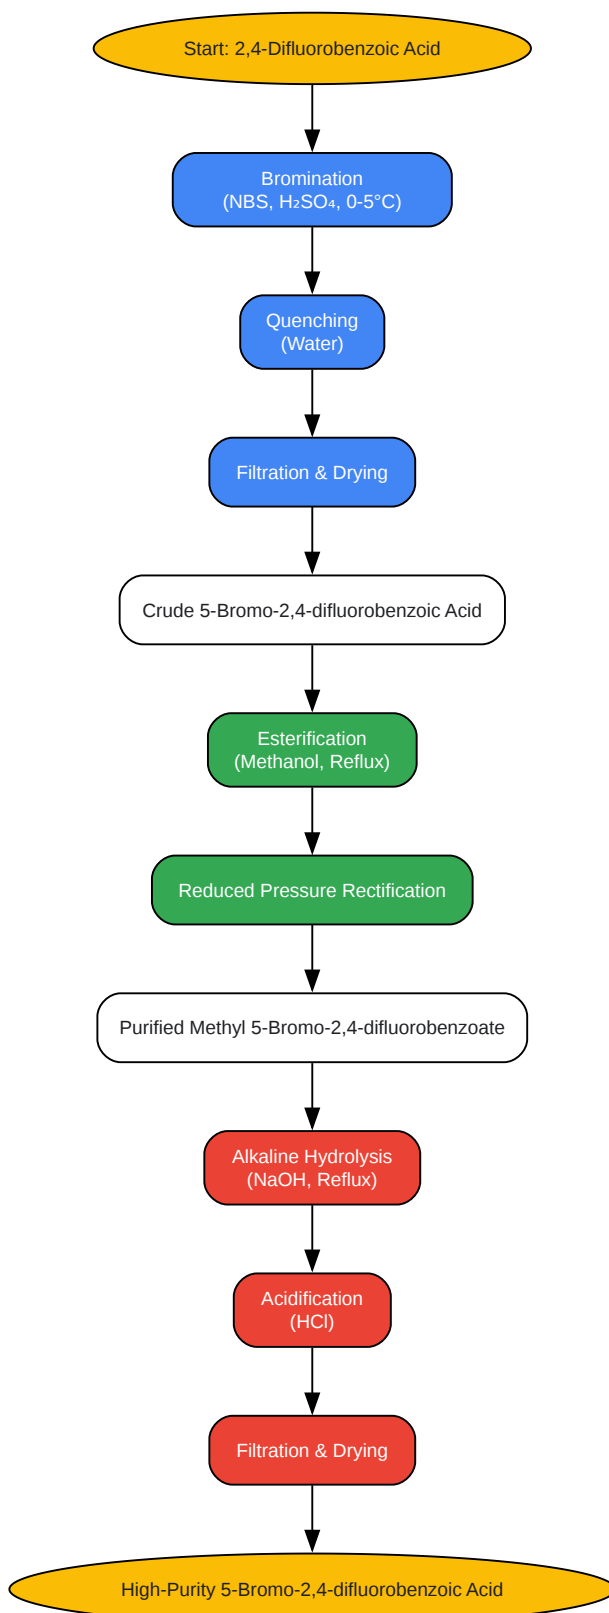 Start: 2,4-Difluorobenzoic Acid
Bromination
(NBS, H₂SO₄, 0-5°C)
Quenching
(Water)
Filtration & Drying
Crude 5-Bromo-2,4-difluorobenzoic Acid
Esterification
(Methanol, Reflux)
Reduced Pressure Rectification
Purified Methyl 5-Bromo-2,4-difluorobenzoate
Alkaline Hydrolysis
(NaOH, Reflux)
Acidification
(HCl)
Filtration & Drying
High-Purity 5-Bromo-2,4-difluorobenzoic Acid